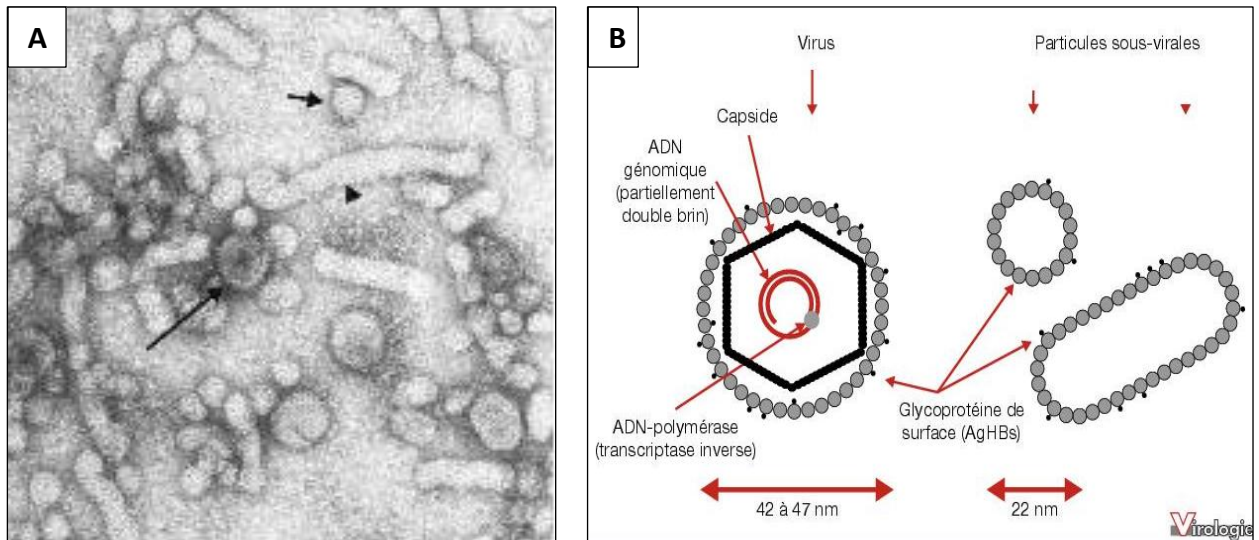 A
B
Virus
Particules sous-virales
Capside
ADN
génomique
(partiellement
double brin)
ADN-polymérase
(transcriptase inverse)
Glycoprotéine de
surface (AgHBs)
42 à 47 nm
22 nm
Virologie